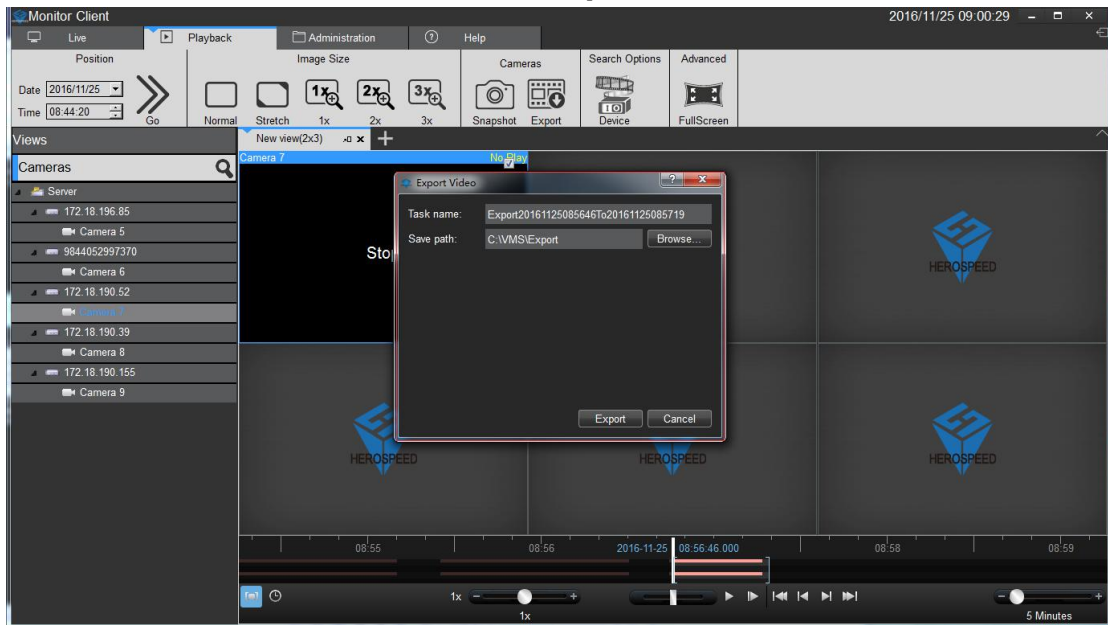 Monitor Client 2016/11/25 09:00:29
Live Playback Administration Help
Position Image Size Cameras Search Options Advanced
Date 2016/11/25
Time 08:44:20
Go Normal Stretch 1x 2x 3x Snapshot Export Device FullScreen
1x 2x 3x
Views New view(2x3)
Cameras
Camera 7 No Play
Server
172.18.196.85
Camera 5
9844052997370
Camera 6
172.18.190.52
Camera 7
172.18.190.39
Camera 8
172.18.190.155
Camera 9
Export Video
Task name: Export20161125085646To20161125085719
Save path: C:\VMS\Export Browse...
Export Cancel
HEROSPEED
HEROSPEED HEROSPEED HEROSPEED
08:55 08:56 2016-11-25 08:56:46.000 08:58 08:59
1x
1x 5 Minutes